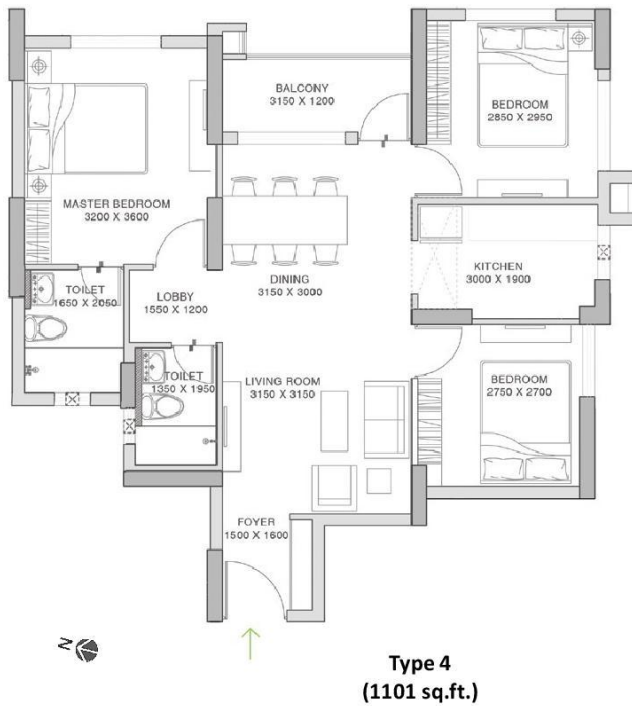 BALCONY
3150 X 1200
BEDROOM
2850 X 2950
MASTER BEDROOM
3200 X 3600
DINING
3150 X 3000
KITCHEN
3000 X 1900
TOILET
1650 X 2050
LOBBY
1550 X 1200
TOILET
1350 X 1950
LIVING ROOM
3150 X 3150
BEDROOM
2750 X 2700
FOYER
1500 X 1600
N
Type 4
(1101 sq.ft.)